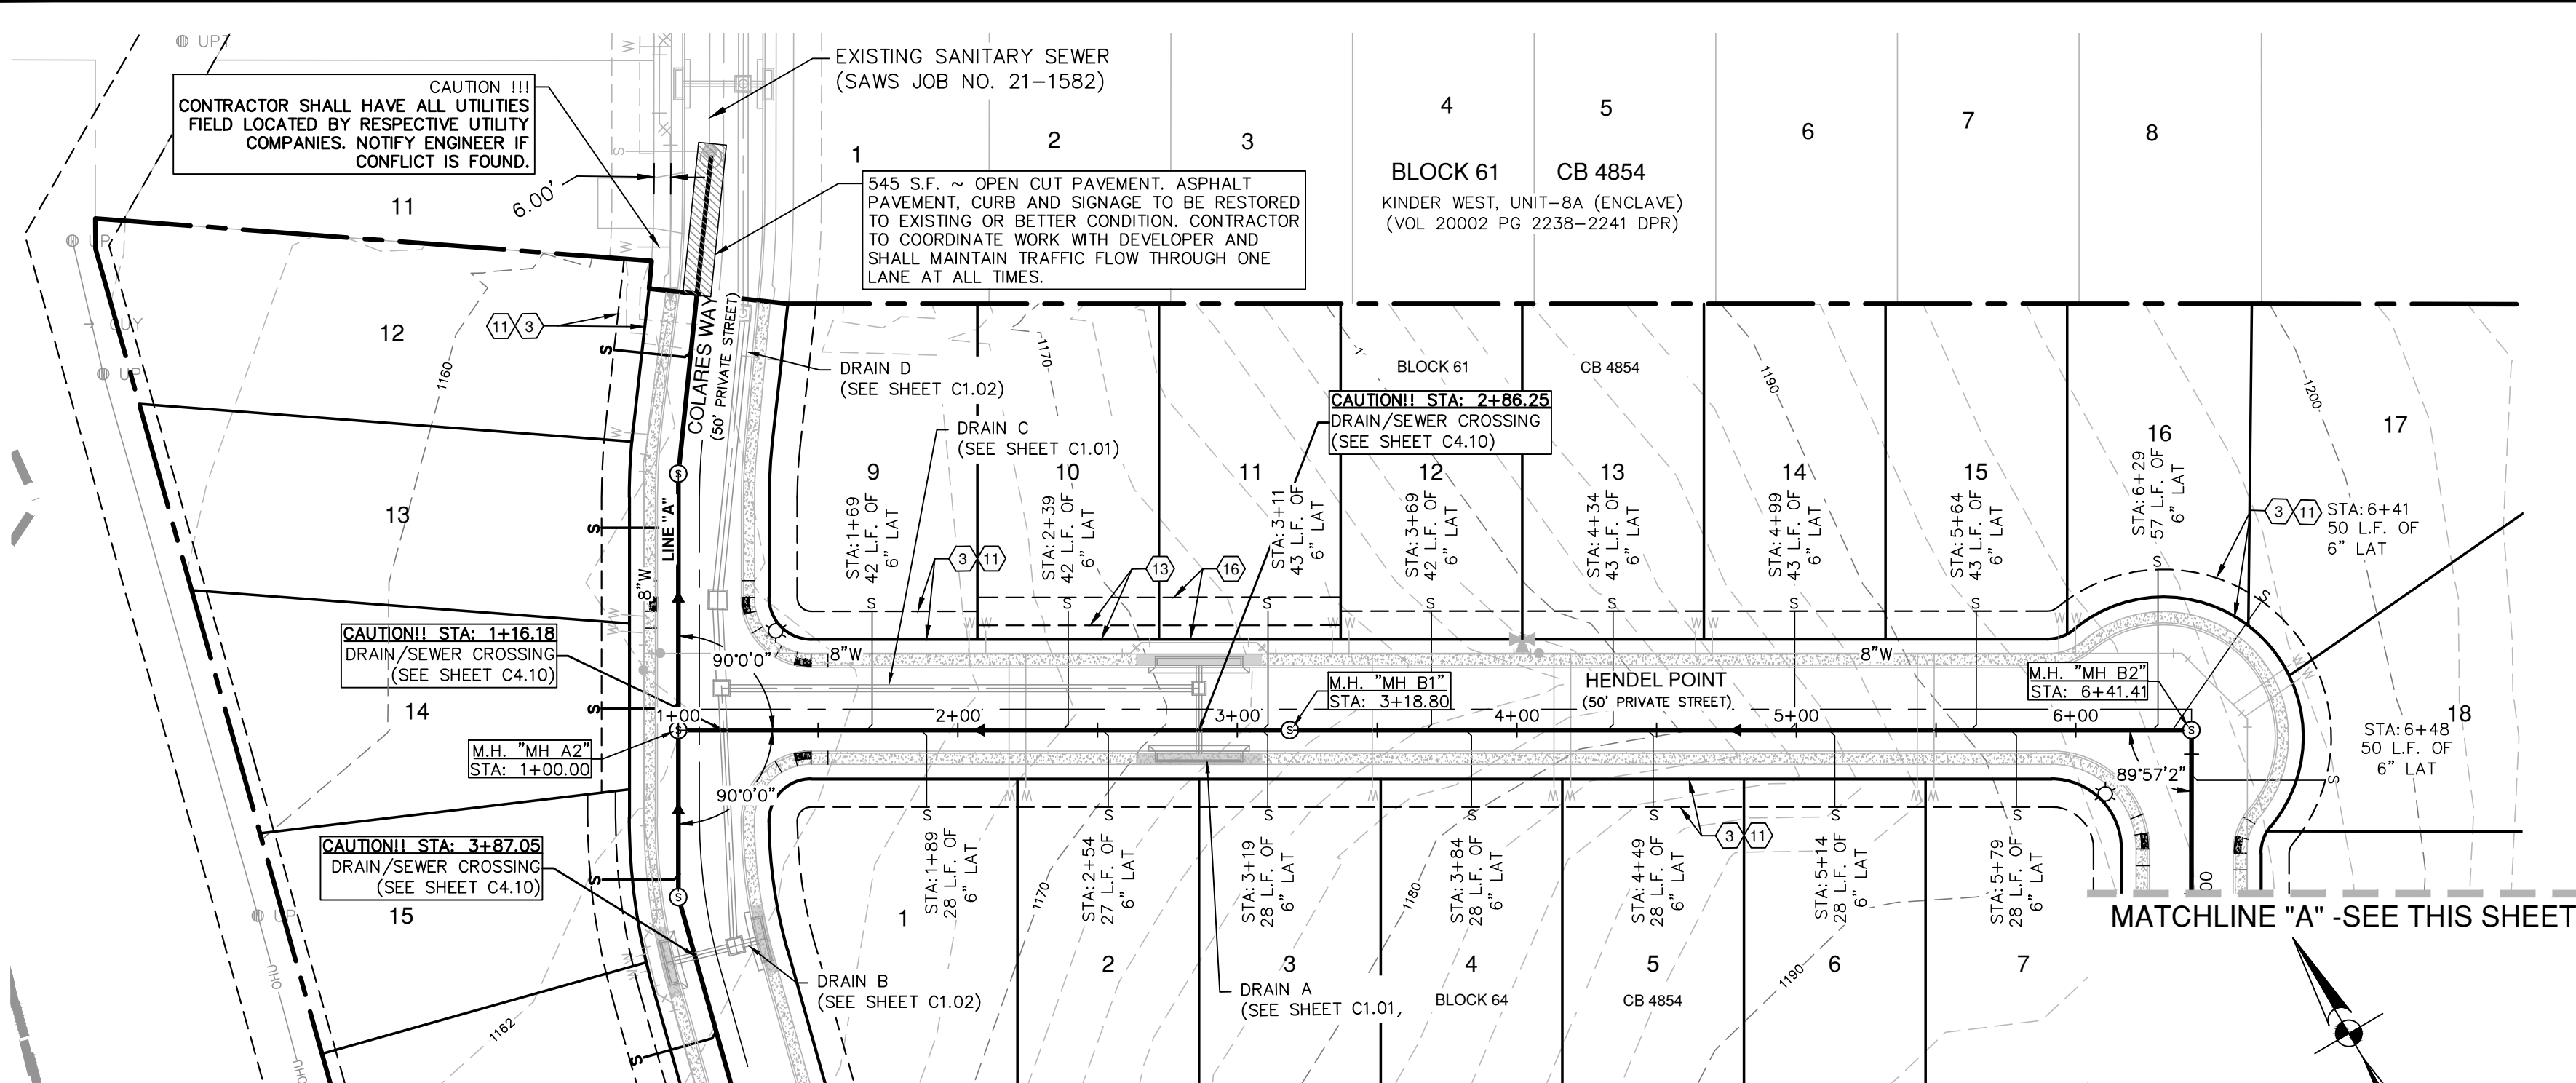 UPT
EXISTING SANITARY SEWER
(SAWS JOB NO. 21-1582)
CAUTION !!!
CONTRACTOR SHALL HAVE ALL UTILITIES
FIELD LOCATED BY RESPECTIVE UTILITY
COMPANIES. NOTIFY ENGINEER IF
CONFLICT IS FOUND.
6.00'
11
1
2
3
4
5
6
7
8
545 S.F. ~ OPEN CUT PAVEMENT. ASPHALT
PAVEMENT, CURB AND SIGNAGE TO BE RESTORED
TO EXISTING OR BETTER CONDITION. CONTRACTOR
TO COORDINATE WORK WITH DEVELOPER AND
SHALL MAINTAIN TRAFFIC FLOW THROUGH ONE
LANE AT ALL TIMES.
BLOCK 61 CB 4854
KINDER WEST, UNIT-8A (ENCLAVE)
(VOL 20002 PG 2238-2241 DPR)
UP
GUY
UP
12
1160
11 3
S
COLARES WAY
(50' PRIVATE STREET)
DRAIN D
(SEE SHEET C1.02)
DRAIN C
(SEE SHEET C1.01)
1170
BLOCK 61
CB 4854
1190
1200
CAUTION!! STA: 2+86.25
DRAIN/SEWER CROSSING
(SEE SHEET C4.10)
13
S
LINE "A"
8"W
9
STA:1+69
42 L.F. OF
6" LAT
10
STA:2+39
42 L.F. OF
6" LAT
11
STA:3+11
43 L.F. OF
6" LAT
12
STA:3+69
42 L.F. OF
6" LAT
13
STA:4+34
43 L.F. OF
6" LAT
14
STA:4+99
43 L.F. OF
6" LAT
15
STA:5+64
43 L.F. OF
6" LAT
16
STA:6+29
57 L.F. OF
6" LAT
17
3 11
STA:6+41
50 L.F. OF
6" LAT
3 11
13
16
CAUTION!! STA: 1+16.18
DRAIN/SEWER CROSSING
(SEE SHEET C4.10)
90°0'0"
8"W
8"W
14
S
M.H. "MH A2"
STA: 1+00.00
M.H. "MH B1"
STA: 3+18.80
HENDEL POINT
(50' PRIVATE STREET)
M.H. "MH B2"
STA: 6+41.41
1+00
2+00
3+00
4+00
5+00
6+00
90°0'0"
89°57'2"
18
STA:6+48
50 L.F. OF
6" LAT
CAUTION!! STA: 3+87.05
DRAIN/SEWER CROSSING
(SEE SHEET C4.10)
S
15
UP
OHU
OHU
1162
S
3 11
1
STA:1+89
28 L.F. OF
6" LAT
1170
2
STA:2+54
27 L.F. OF
6" LAT
3
STA:3+19
28 L.F. OF
6" LAT
1180
4
STA:3+84
28 L.F. OF
6" LAT
5
STA:4+49
28 L.F. OF
6" LAT
6
STA:5+14
28 L.F. OF
6" LAT
7
STA:5+79
28 L.F. OF
6" LAT
1190
DRAIN B
(SEE SHEET C1.02)
DRAIN A
(SEE SHEET C1.01,
BLOCK 64
CB 4854
00
MATCHLINE "A" -SEE THIS SHEET